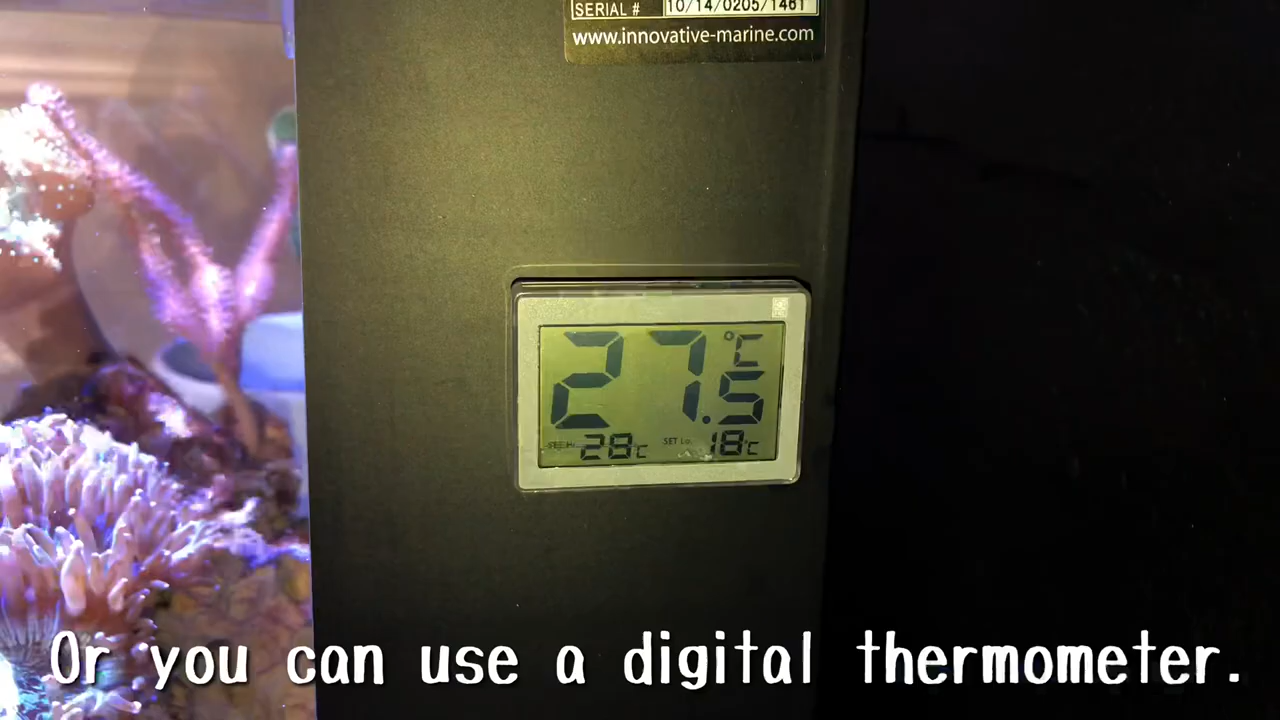 SERIAL # 10/14/0205/1461
www.innovative-marine.com
27.5 °C
SET Hi 28°C SET Lo 18°C
Or you can use a digital thermometer.